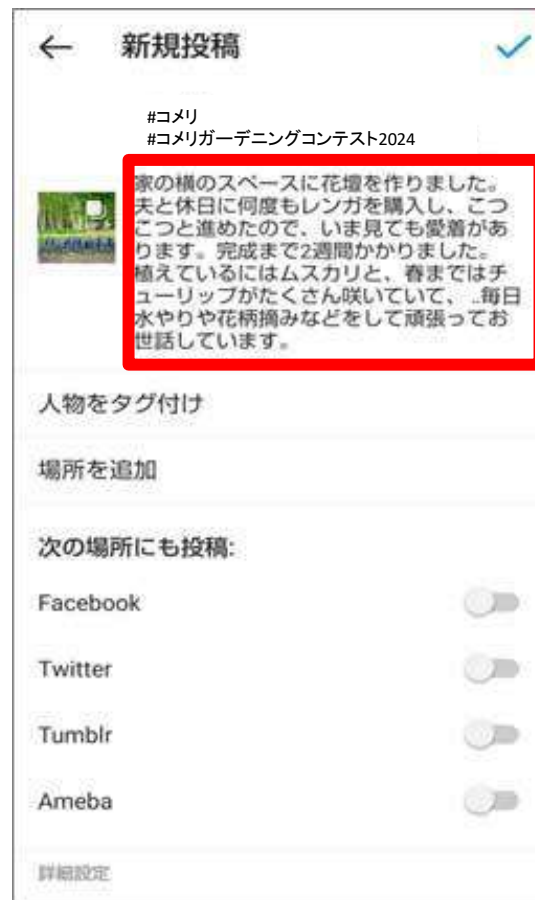 ← 新規投稿 ✓
#コメリ
#コメリガーデニングコンテスト2024
家の横のスペースに花壇を作りました。
夫と休日に何度もレンガを購入し、こつ
こつと進めたので、いま見ても愛着があ
ります。完成まで2週間かかりました。
植えているにはムスカリと、春まではチ
ューリップがたくさん咲いていて、 ..毎日
水やりや花柄摘みなどをして頑張ってお
世話しています。
人物をタグ付け
場所を追加
次の場所にも投稿:
Facebook
Twitter
Tumblr
Ameba
詳細設定